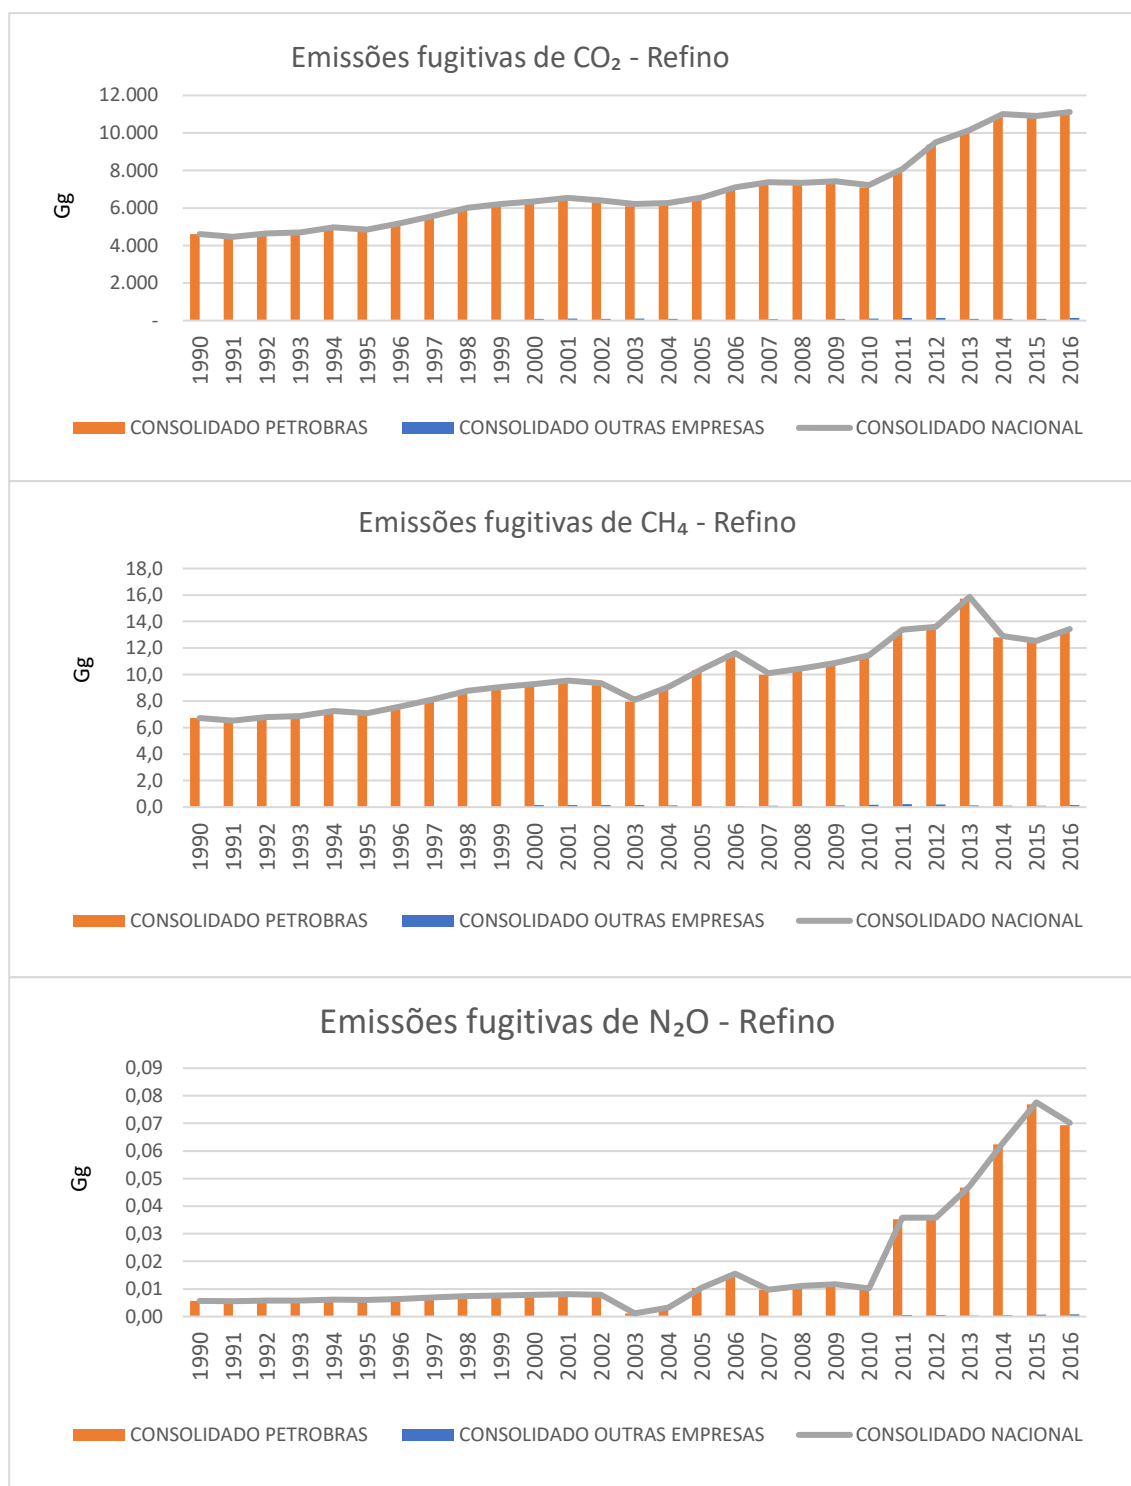 Emissões fugitivas de CO₂ - Refino
12.000
10.000
8.000
6.000
4.000
2.000
-
Gg
1990 1991 1992 1993 1994 1995 1996 1997 1998 1999 2000 2001 2002 2003 2004 2005 2006 2007 2008 2009 2010 2011 2012 2013 2014 2015 2016
CONSOLIDADO PETROBRAS CONSOLIDADO OUTRAS EMPRESAS CONSOLIDADO NACIONAL
Emissões fugitivas de CH₄ - Refino
18,0
16,0
14,0
12,0
10,0
8,0
6,0
4,0
2,0
0,0
Gg
1990 1991 1992 1993 1994 1995 1996 1997 1998 1999 2000 2001 2002 2003 2004 2005 2006 2007 2008 2009 2010 2011 2012 2013 2014 2015 2016
CONSOLIDADO PETROBRAS CONSOLIDADO OUTRAS EMPRESAS CONSOLIDADO NACIONAL
Emissões fugitivas de N₂O - Refino
0,09
0,08
0,07
0,06
0,05
0,04
0,03
0,02
0,01
0,00
Gg
1990 1991 1992 1993 1994 1995 1996 1997 1998 1999 2000 2001 2002 2003 2004 2005 2006 2007 2008 2009 2010 2011 2012 2013 2014 2015 2016
CONSOLIDADO PETROBRAS CONSOLIDADO OUTRAS EMPRESAS CONSOLIDADO NACIONAL